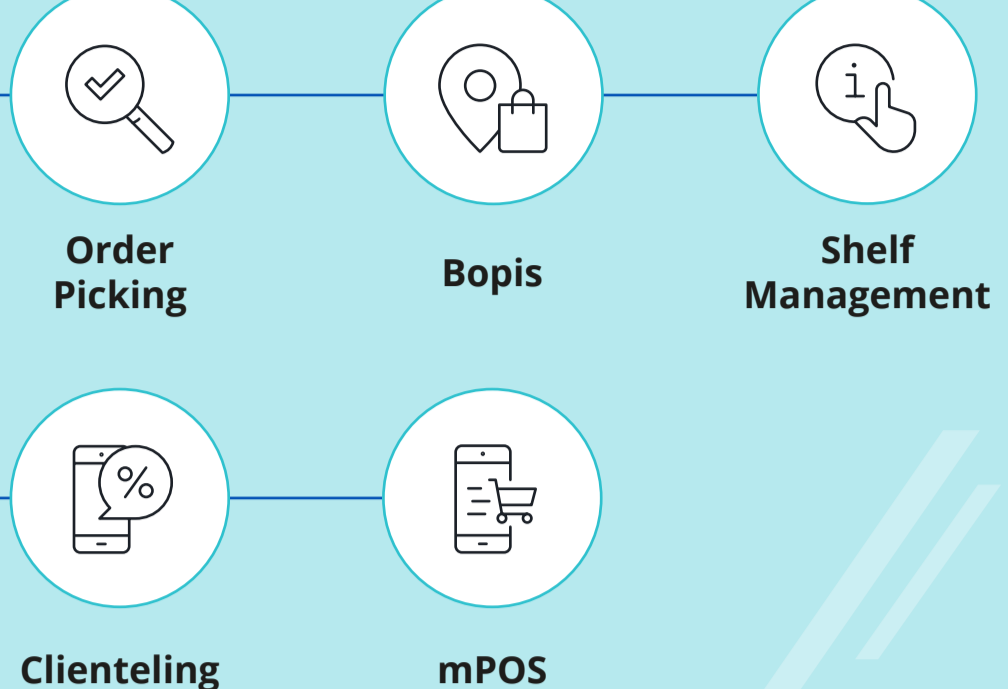 Order
Picking
Bopis
Shelf
Management
Clienteling
mPOS